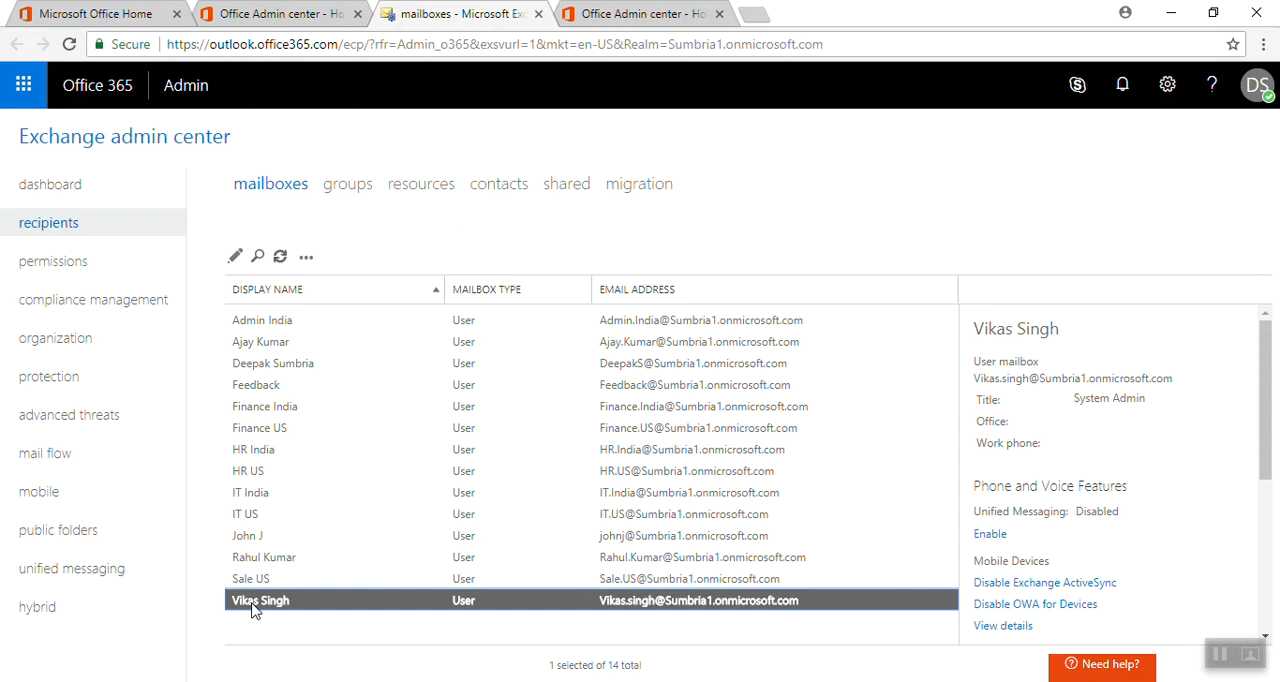 Microsoft Office Home
Office Admin center - Ho
mailboxes - Microsoft Exc
Office Admin center - Ho
Secure
https://outlook.office365.com/ecp/?rfr=Admin_o365&exsvurl=1&mkt=en-US&Realm=Sumbria1.onmicrosoft.com
Office 365
Admin
DS
Exchange admin center
dashboard
recipients
permissions
compliance management
organization
protection
advanced threats
mail flow
mobile
public folders
unified messaging
hybrid
mailboxes groups resources contacts shared migration
DISPLAY NAME MAILBOX TYPE EMAIL ADDRESS
Admin India User Admin.India@Sumbria1.onmicrosoft.com
Ajay Kumar User Ajay.Kumar@Sumbria1.onmicrosoft.com
Deepak Sumbria User DeepakS@Sumbria1.onmicrosoft.com
Feedback User Feedback@Sumbria1.onmicrosoft.com
Finance India User Finance.India@Sumbria1.onmicrosoft.com
Finance US User Finance.US@Sumbria1.onmicrosoft.com
HR India User HR.India@Sumbria1.onmicrosoft.com
HR US User HR.US@Sumbria1.onmicrosoft.com
IT India User IT.India@Sumbria1.onmicrosoft.com
IT US User IT.US@Sumbria1.onmicrosoft.com
John J User johnj@Sumbria1.onmicrosoft.com
Rahul Kumar User Rahul.Kumar@Sumbria1.onmicrosoft.com
Sale US User Sale.US@Sumbria1.onmicrosoft.com
Vikas Singh User Vikas.singh@Sumbria1.onmicrosoft.com
1 selected of 14 total
Vikas Singh
User mailbox
Vikas.singh@Sumbria1.onmicrosoft.com
Title: System Admin
Office:
Work phone:
Phone and Voice Features
Unified Messaging: Disabled
Enable
Mobile Devices
Disable Exchange ActiveSync
Disable OWA for Devices
View details
Need help?